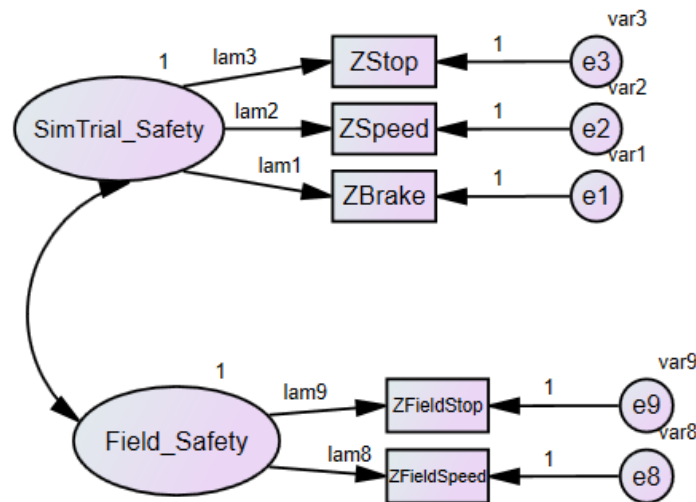 var3
1 lam3 ZStop 1 e3
var2
SimTrial_Safety lam2 ZSpeed 1 e2
var1
lam1 ZBrake 1 e1
var9
1 lam9 ZFieldStop 1 e9
var8
Field_Safety lam8 ZFieldSpeed 1 e8